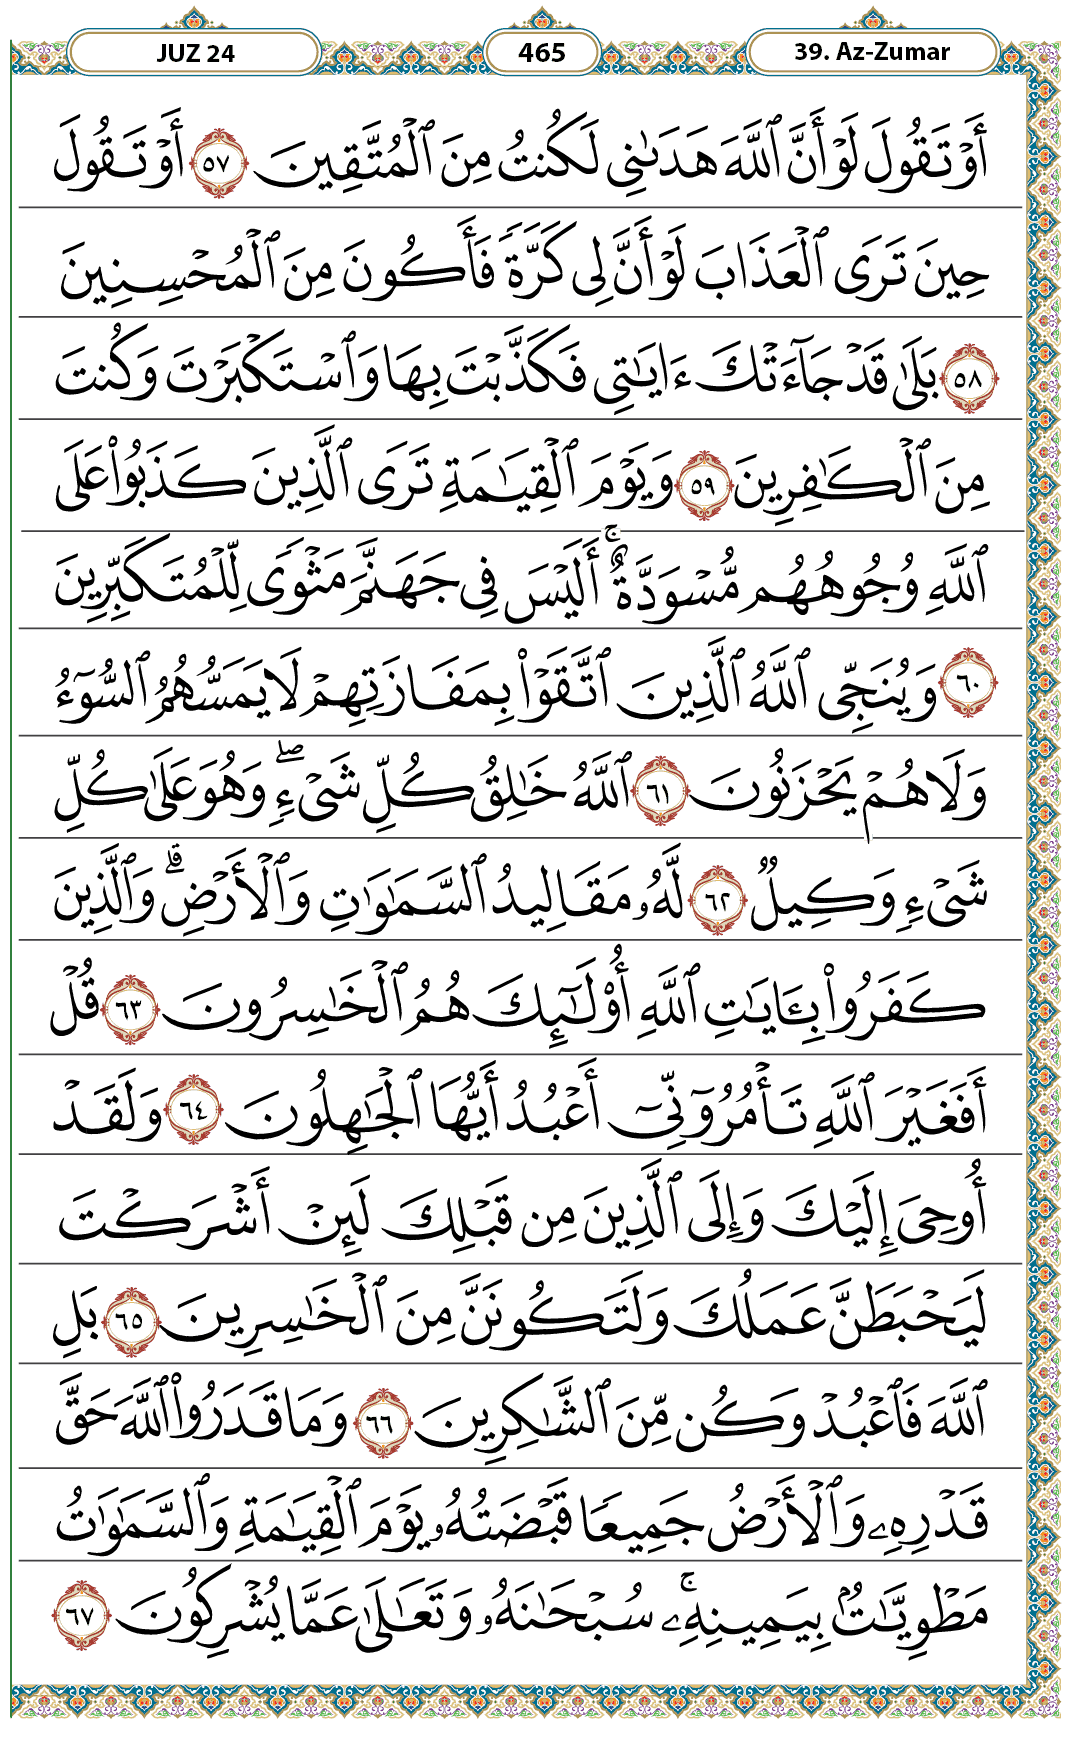 JUZ 24
465
39. Az-Zumar
أَوْ تَقُولَ لَوْ أَنَّ ٱللَّهَ هَدَىٰنِى لَكُنتُ مِنَ ٱلْمُتَّقِينَ ٥٧ أَوْ تَقُولَ
حِينَ تَرَى ٱلْعَذَابَ لَوْ أَنَّ لِى كَرَّةً فَأَكُونَ مِنَ ٱلْمُحْسِنِينَ
٥٨ بَلَىٰ قَدْ جَآءَتْكَ ءَايَٰتِى فَكَذَّبْتَ بِهَا وَٱسْتَكْبَرْتَ وَكُنتَ
مِنَ ٱلْكَٰفِرِينَ ٥٩ وَيَوْمَ ٱلْقِيَٰمَةِ تَرَى ٱلَّذِينَ كَذَبُوا۟ عَلَى
ٱللَّهِ وُجُوهُهُم مُّسْوَدَّةٌ ۚ أَلَيْسَ فِى جَهَنَّمَ مَثْوًى لِّلْمُتَكَبِّرِينَ
٦٠ وَيُنَجِّى ٱللَّهُ ٱلَّذِينَ ٱتَّقَوْا۟ بِمَفَازَتِهِمْ لَا يَمَسُّهُمُ ٱلسُّوٓءُ
وَلَا هُمْ يَحْزَنُونَ ٦١ ٱللَّهُ خَٰلِقُ كُلِّ شَىْءٍ ۖ وَهُوَ عَلَىٰ كُلِّ
شَىْءٍ وَكِيلٌ ٦٢ لَّهُۥ مَقَالِيدُ ٱلسَّمَٰوَٰتِ وَٱلْأَرْضِ ۗ وَٱلَّذِينَ
كَفَرُوا۟ بِـَٔايَٰتِ ٱللَّهِ أُو۟لَٰٓئِكَ هُمُ ٱلْخَٰسِرُونَ ٦٣ قُلْ
أَفَغَيْرَ ٱللَّهِ تَأْمُرُوٓنِّىٓ أَعْبُدُ أَيُّهَا ٱلْجَٰهِلُونَ ٦٤ وَلَقَدْ
أُوحِىَ إِلَيْكَ وَإِلَى ٱلَّذِينَ مِن قَبْلِكَ لَئِنْ أَشْرَكْتَ
لَيَحْبَطَنَّ عَمَلُكَ وَلَتَكُونَنَّ مِنَ ٱلْخَٰسِرِينَ ٦٥ بَلِ
ٱللَّهَ فَٱعْبُدْ وَكُن مِّنَ ٱلشَّٰكِرِينَ ٦٦ وَمَا قَدَرُوا۟ ٱللَّهَ حَقَّ
قَدْرِهِۦ وَٱلْأَرْضُ جَمِيعًا قَبْضَتُهُۥ يَوْمَ ٱلْقِيَٰمَةِ وَٱلسَّمَٰوَٰتُ
مَطْوِيَّٰتٌۢ بِيَمِينِهِۦ ۚ سُبْحَٰنَهُۥ وَتَعَٰلَىٰ عَمَّا يُشْرِكُونَ ٦٧